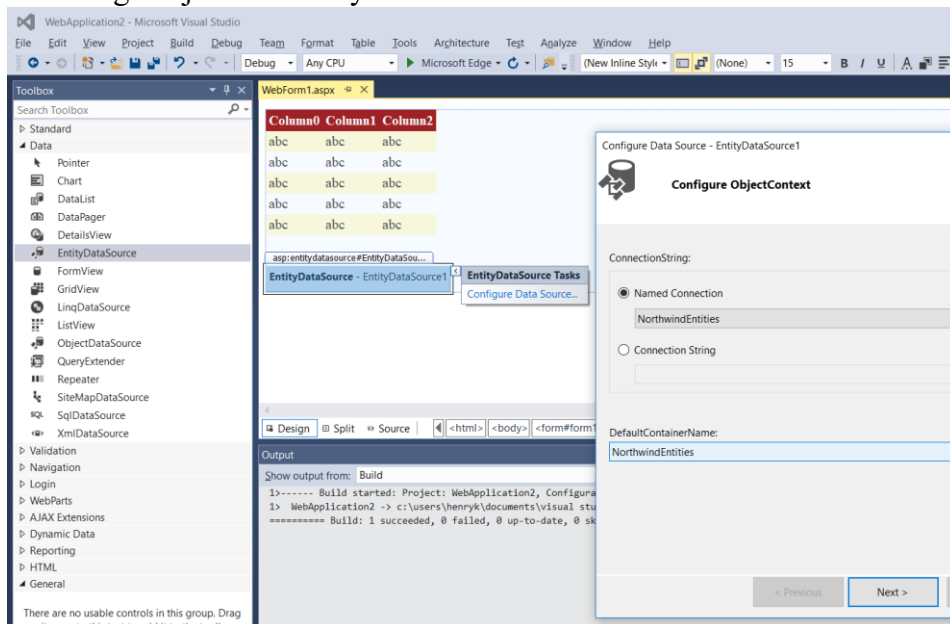 WebApplication2 - Microsoft Visual Studio
File Edit View Project Build Debug Team Format Table Tools Architecture Test Analyze Window Help
Debug Any CPU Microsoft Edge (New Inline Style (None) 15 B I U A
Toolbox
Search Toolbox
Standard
Data
Pointer
Chart
DataList
DataPager
DetailsView
EntityDataSource
FormView
GridView
LinqDataSource
ListView
ObjectDataSource
QueryExtender
Repeater
SiteMapDataSource
SQL SqlDataSource
XmlDataSource
Validation
Navigation
Login
WebParts
AJAX Extensions
Dynamic Data
Reporting
HTML
General
There are no usable controls in this group. Drag
WebForm1.aspx
Column0 Column1 Column2
abc abc abc
abc abc abc
abc abc abc
abc abc abc
abc abc abc
asp:entitydatasource#EntityDataSou...
EntityDataSource - EntityDataSource1
EntityDataSource Tasks
Configure Data Source...
Design Split Source <html> <body> <form#form1
Output
Show output from: Build
1>------ Build started: Project: WebApplication2, Configura
1> WebApplication2 -> c:\users\henryk\documents\visual stu
========== Build: 1 succeeded, 0 failed, 0 up-to-date, 0 sk
Configure Data Source - EntityDataSource1
Configure ObjectContext
ConnectionString:
Named Connection
NorthwindEntities
Connection String
DefaultContainerName:
NorthwindEntities
< Previous Next >